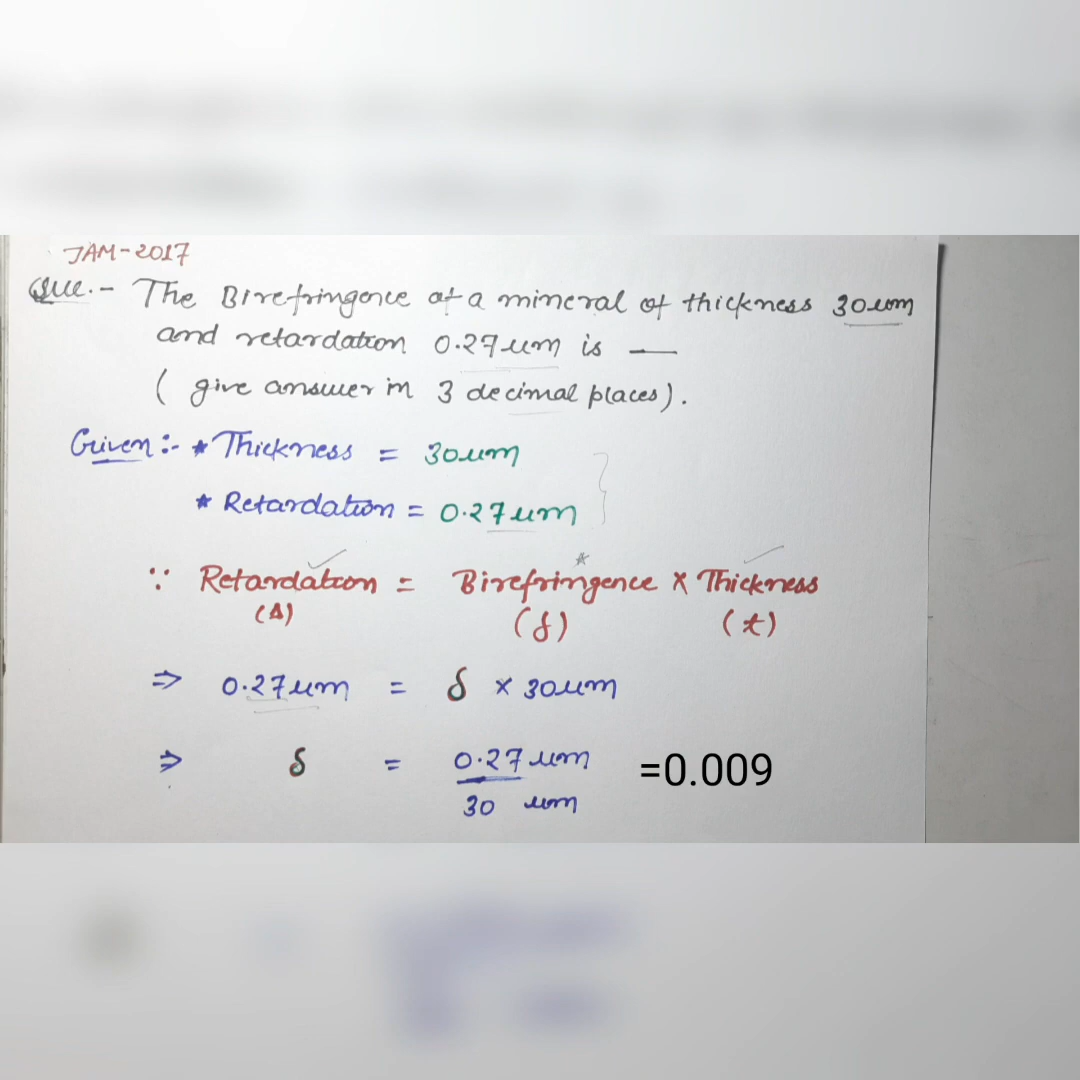 JAM-2017
Que.- The Birefringence of a mineral of thickness 30um
and retardation 0.27um is —
( give answer in 3 decimal places).
Given :- * Thickness = 30um
* Retardation = 0.27um
∵ Retardation = Birefringence × Thickness
(Δ) (δ) (t)
⇒ 0.27um = δ × 30um
⇒ δ = 0.27um =0.009
30 um